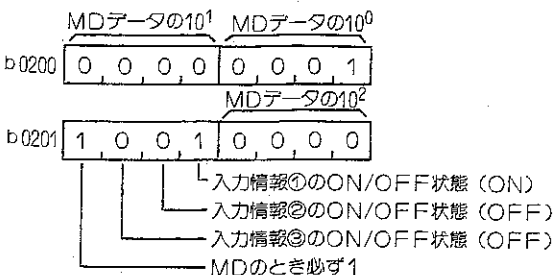 MDデータの10¹ MDデータの10⁰
b0200 0 0 0 0 0 0 0 1
MDデータの10²
b0201 1 0 0 1 0 0 0 0
入力情報①のON/OFF状態（ON）
入力情報②のON/OFF状態（OFF）
入力情報③のON/OFF状態（OFF）
MDのとき必ず1